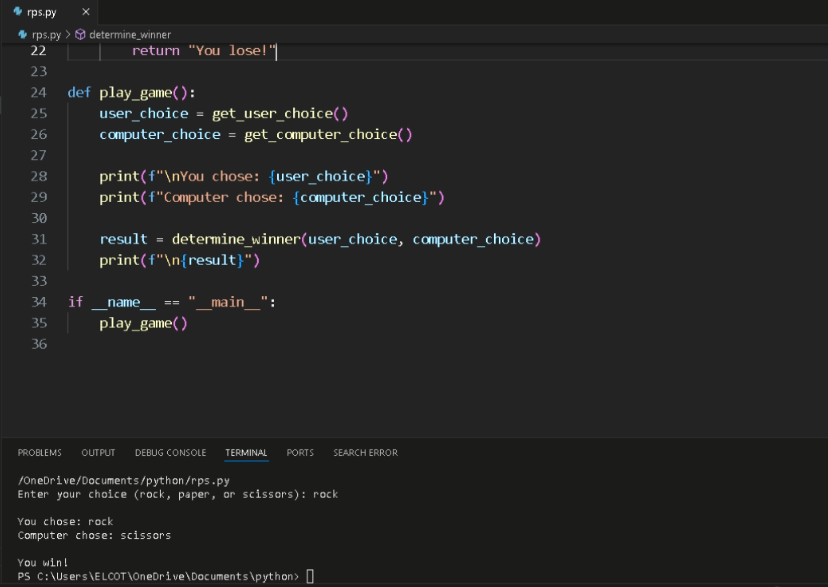 rps.py ×
rps.py > determine_winner
22 return "You lose!"
23
24 def play_game():
25 user_choice = get_user_choice()
26 computer_choice = get_computer_choice()
27
28 print(f"\nYou chose: {user_choice}")
29 print(f"Computer chose: {computer_choice}")
30
31 result = determine_winner(user_choice, computer_choice)
32 print(f"\n{result}")
33
34 if __name__ == "__main__":
35 play_game()
36
PROBLEMS OUTPUT DEBUG CONSOLE TERMINAL PORTS SEARCH ERROR
/OneDrive/Documents/python/rps.py
Enter your choice (rock, paper, or scissors): rock
You chose: rock
Computer chose: scissors
You win!
PS C:\Users\ELCOT\OneDrive\Documents\python>